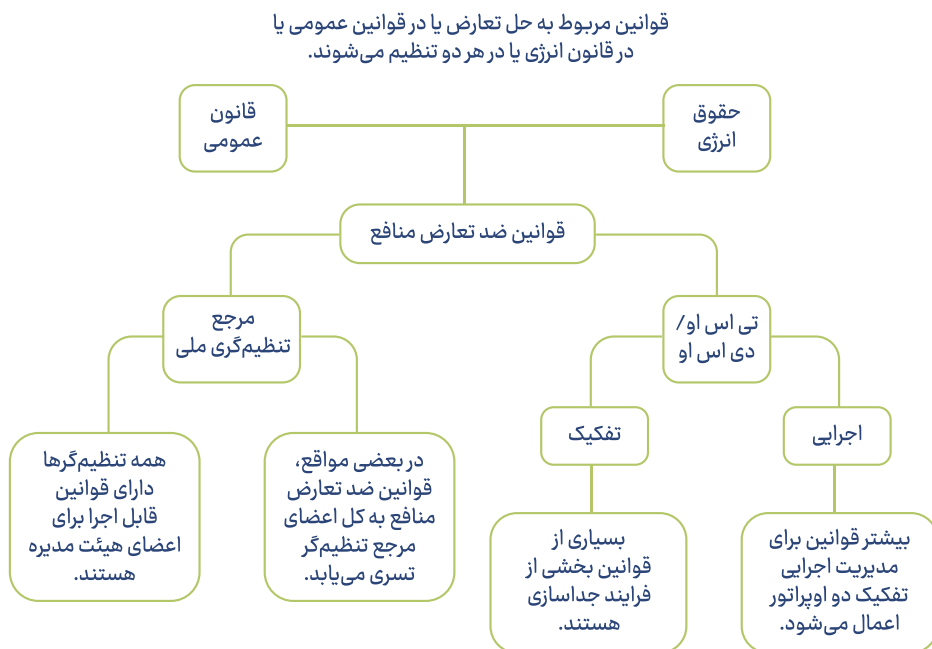 قوانین مربوط به حل تعارض یا در قوانین عمومی یا
در قانون انرژی یا در هر دو تنظیم می‌شوند.
حقوق
انرژی
قانون
عمومی
قوانین ضد تعارض منافع
تی اس او/
دی اس او
مرجع
تنظیم‌گری ملی
اجرایی
تفکیک
بیشتر قوانین برای
مدیریت اجرایی
تفکیک دو اوپراتور
اعمال می‌شود.
بسیاری از
قوانین بخشی از
فرایند جداسازی
هستند.
در بعضی مواقع،
قوانین ضد تعارض
منافع به کل اعضای
مرجع تنظیم‌گر
تسری می‌یابد.
همه تنظیم‌گرها
دارای قوانین
قابل اجرا برای
اعضای هیئت مدیره
هستند.